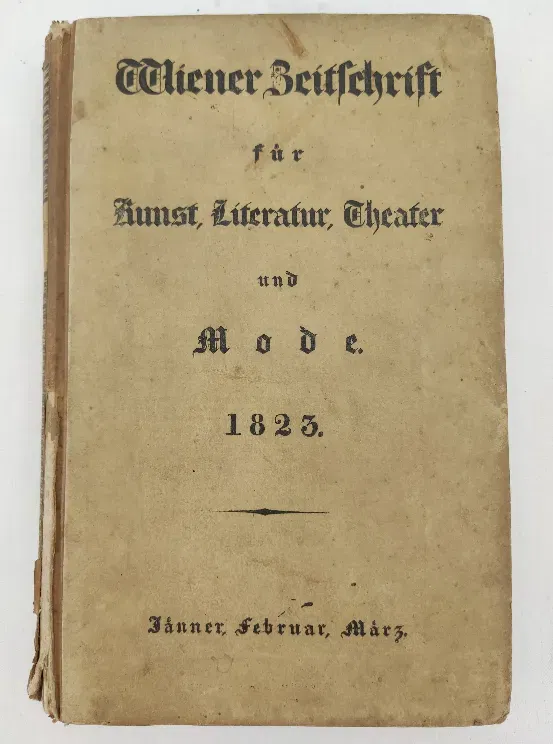 Wiener Zeitschrift
für
Kunst, Literatur, Theater
und
Mode.
1823.
Jänner, Februar, März.